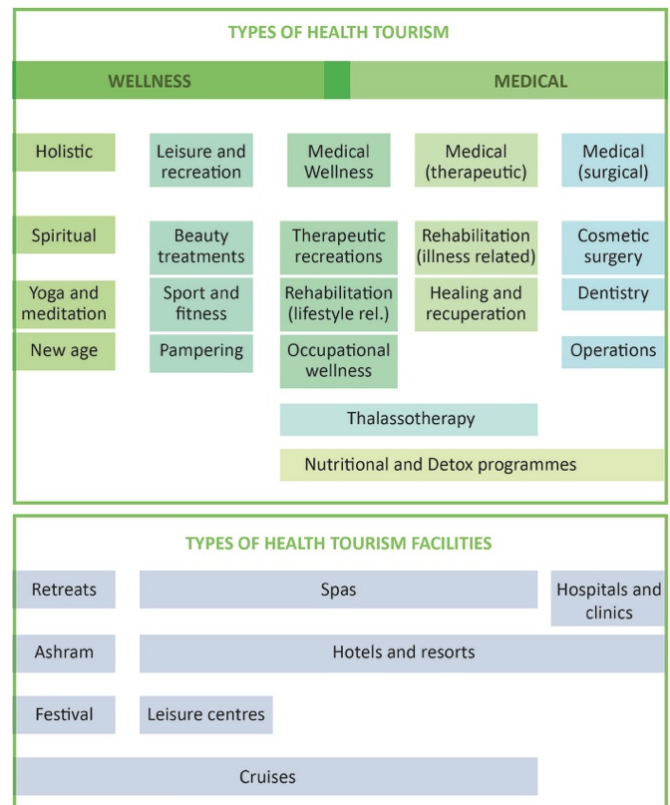 TYPES OF HEALTH TOURISM
WELLNESS
MEDICAL
Holistic
Leisure and
recreation
Medical
Wellness
Medical
(therapeutic)
Medical
(surgical)
Spiritual
Beauty
treatments
Therapeutic
recreations
Rehabilitation
(illness related)
Cosmetic
surgery
Yoga and
meditation
Sport and
fitness
Rehabilitation
(lifestyle rel.)
Healing and
recuperation
Dentistry
New age
Pampering
Occupational
wellness
Operations
Thalassotherapy
Nutritional and Detox programmes
TYPES OF HEALTH TOURISM FACILITIES
Retreats
Spas
Hospitals and
clinics
Ashram
Hotels and resorts
Festival
Leisure centres
Cruises